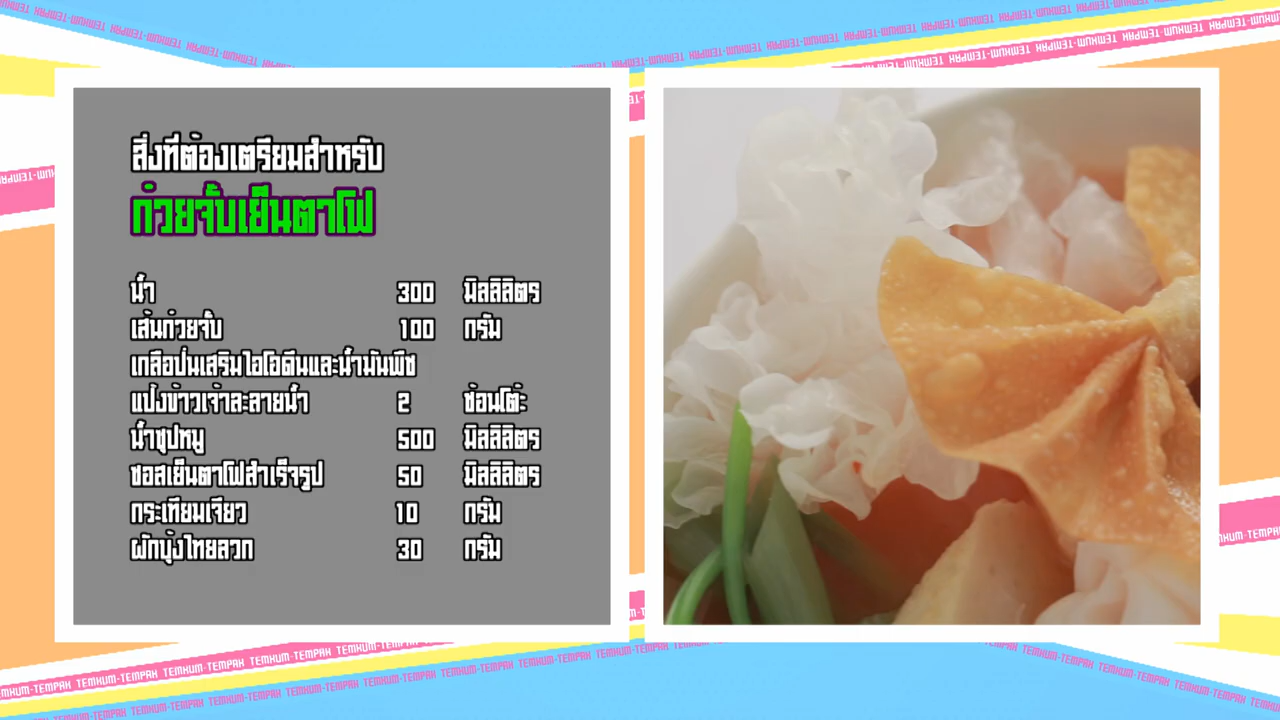 สิ่งที่ต้องเตรียมสำหรับ
ก๋วยจั๊บเย็นตาโฟ
น้ำ 300 มิลลิลิตร
เส้นก๋วยจั๊บ 100 กรัม
เกลือป่นเสริมไอโอดีนและน้ำมันพืช
แป้งข้าวเจ้าละลายน้ำ 2 ช้อนโต๊ะ
น้ำซุปหมู 500 มิลลิลิตร
ซอสเย็นตาโฟสำเร็จรูป 50 มิลลิลิตร
กระเทียมเจียว 10 กรัม
ผักบุ้งไทยลวก 30 กรัม
TEMHUM-TEMPAK TEMHUM-TEMPAK TEMHUM-TEMPAK